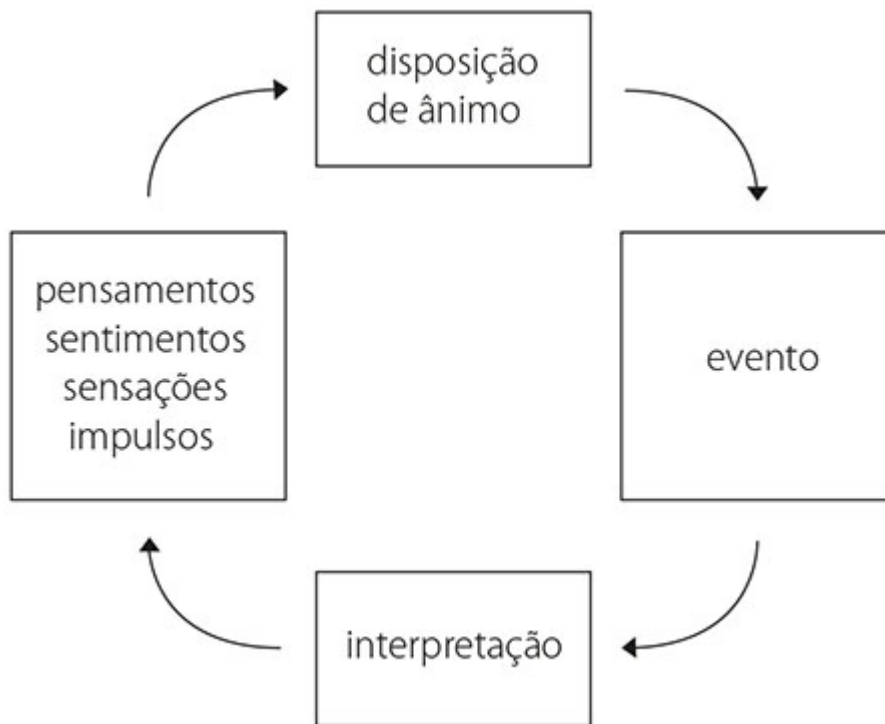 disposição
de ânimo
pensamentos
sentimentos
sensações
impulsos
evento
interpretação